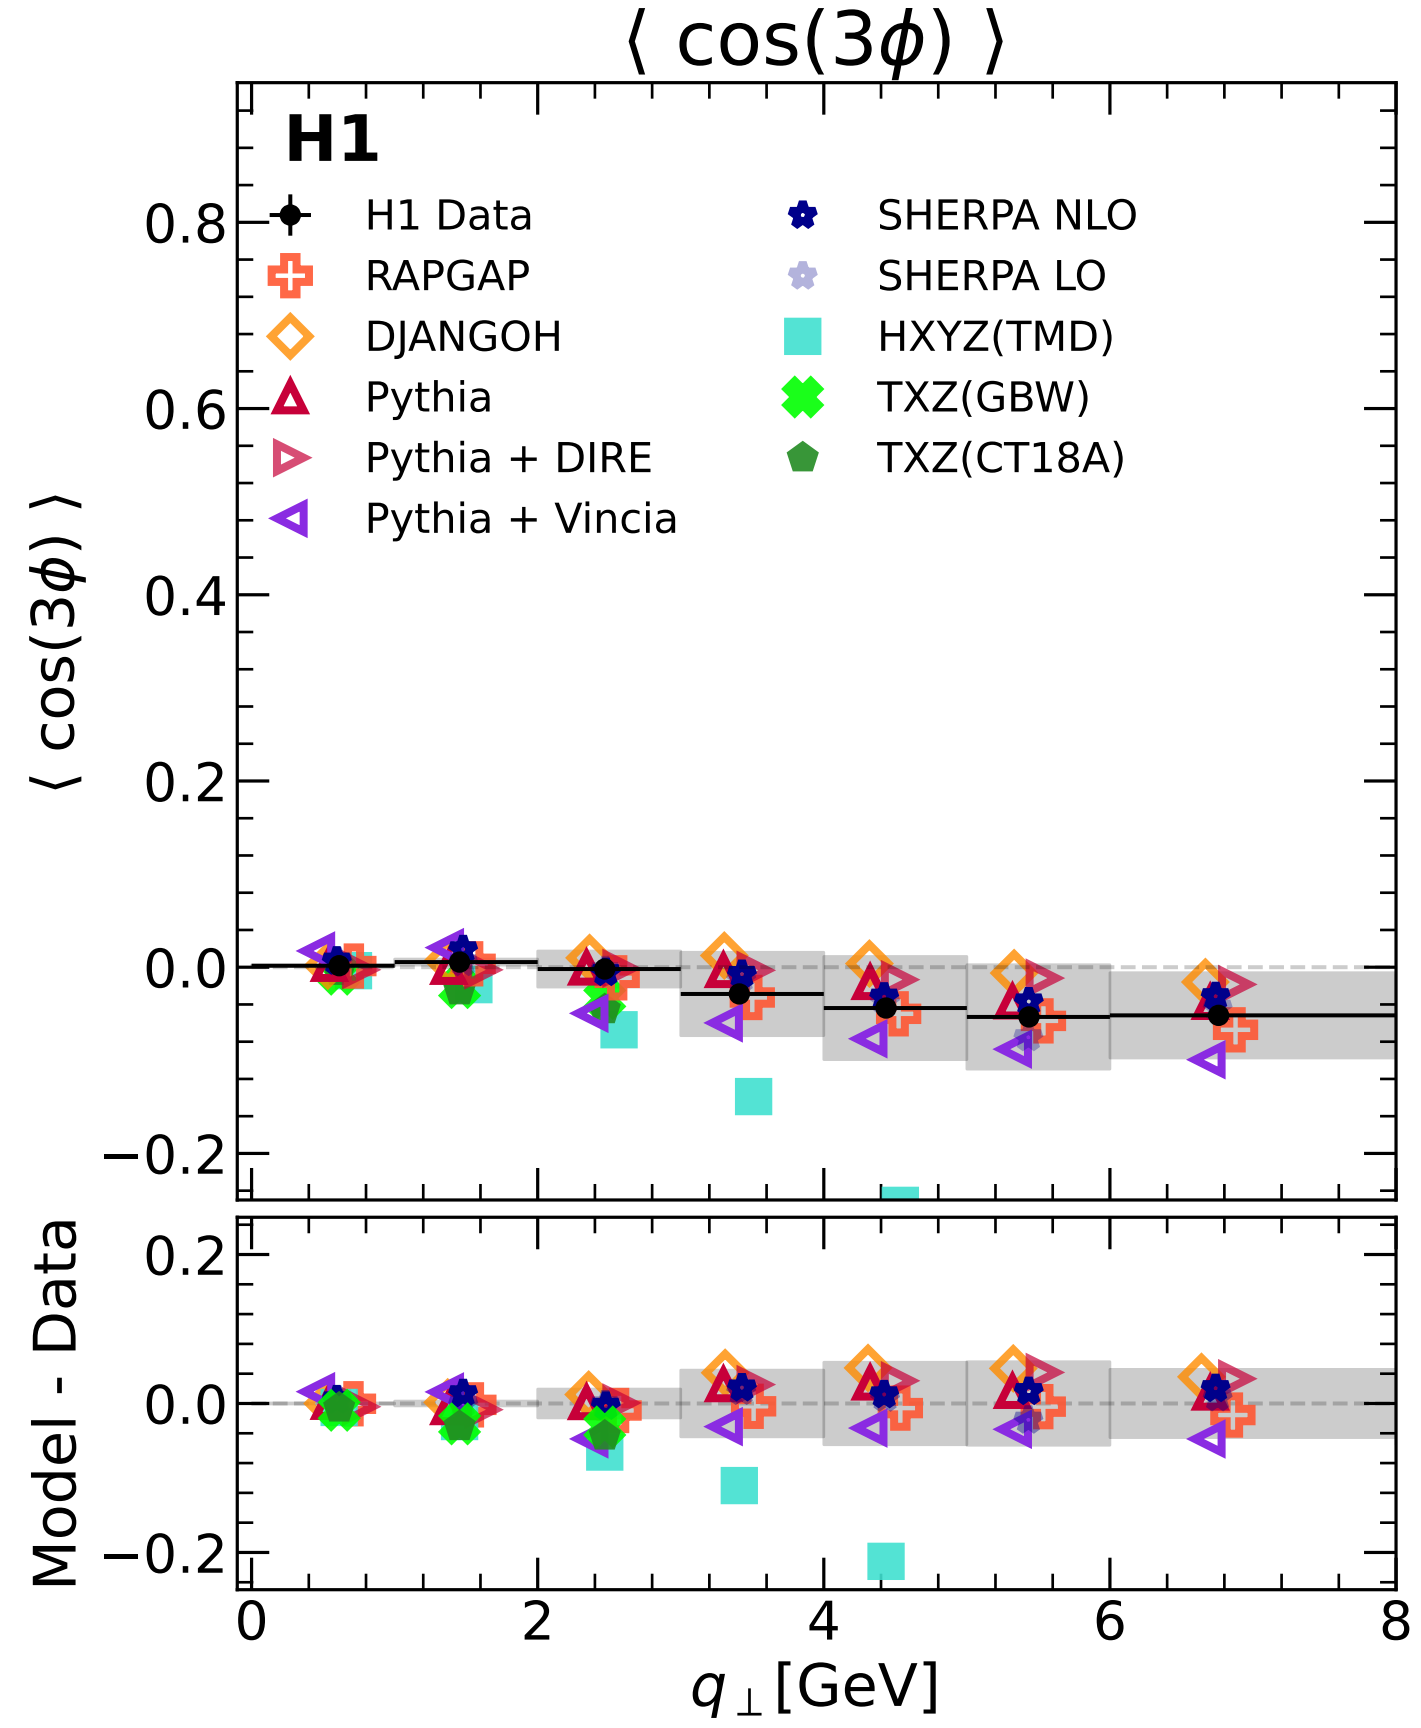 ⟨ cos(3ϕ) ⟩
H1
H1 Data
RAPGAP
DJANGOH
Pythia
Pythia + DIRE
Pythia + Vincia
SHERPA NLO
SHERPA LO
HXYZ(TMD)
TXZ(GBW)
TXZ(CT18A)
⟨ cos(3ϕ) ⟩
0.8
0.6
0.4
0.2
0.0
−0.2
Model - Data
0.2
0.0
−0.2
0 2 4 6 8
q⊥ [GeV]